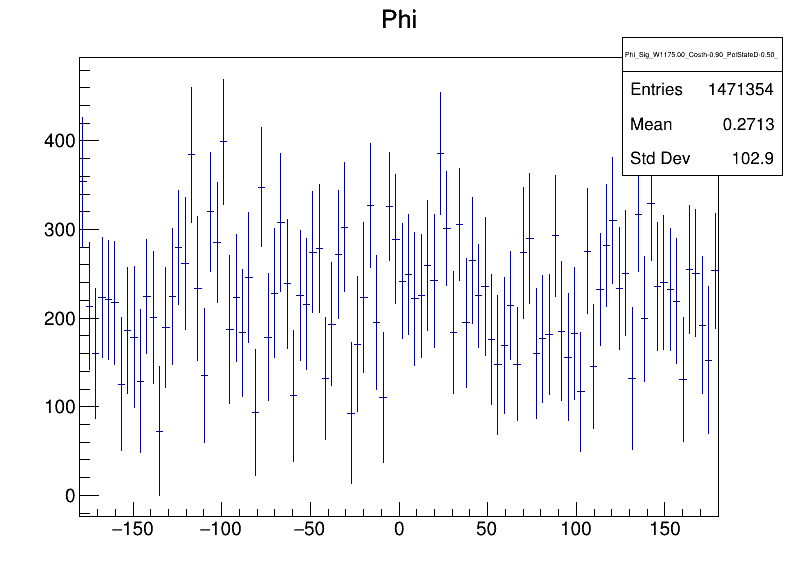 Phi
Phi_Sig_W1175.00_Costh-0.90_PolStateD-0.50_
Entries 1471354
Mean 0.2713
Std Dev 102.9
400
300
200
100
0
−150 −100 −50 0 50 100 150